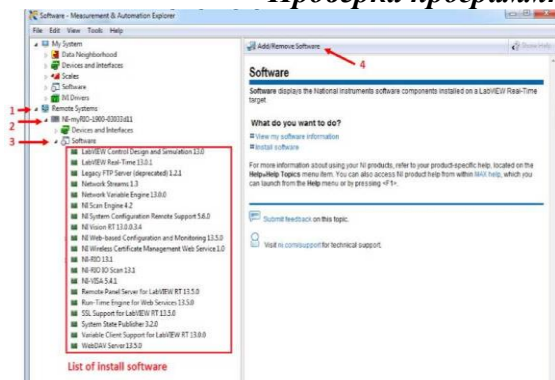 Проверка програмлн
Software - Measurement & Automation Explorer
File Edit View Tools Help
My System
Data Neighborhood
Devices and Interfaces
Scales
Software
IVI Drivers
1
Remote Systems
2
NI-myRIO-1900-03033d11
Devices and Interfaces
3
Software
LabVIEW Control Design and Simulation 13.0
LabVIEW Real-Time 13.0.1
Legacy FTP Server (deprecated) 1.2.1
Network Streams 1.3
Network Variable Engine 13.0.0
NI Scan Engine 4.2
NI System Configuration Remote Support 5.6.0
NI Vision RT 13.0.0.3.4
NI Web-based Configuration and Monitoring 13.5.0
NI Wireless Certificate Management Web Service 1.0
NI-RIO 13.1
NI-RIO IO Scan 13.1
NI-VISA 5.4.1
Remote Panel Server for LabVIEW RT 13.5.0
Run-Time Engine for Web Services 13.5.0
SSL Support for LabVIEW RT 13.5.0
System State Publisher 3.2.0
Variable Client Support for LabVIEW RT 13.0.0
WebDAV Server 13.5.0
List of install software
Add/Remove Software
Show Help
4
Software
Software displays the National Instruments software components installed on a LabVIEW Real-Time
target.
What do you want to do?
View my software information
Install software
For more information about using your NI products, refer to your product-specific help, located on the
Help»Help Topics menu item. You can also access NI product help from within MAX help, which you
can launch from the Help menu or by pressing <F1>.
Submit feedback on this topic.
Visit ni.com/support for technical support.